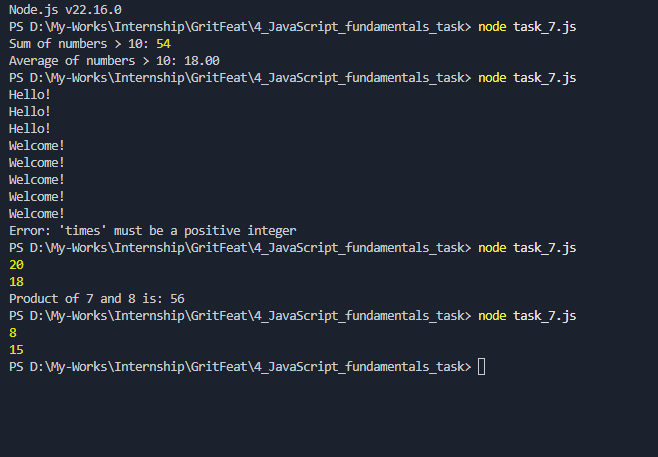 Node.js v22.16.0
PS D:\My-Works\Internship\GritFeat\4_JavaScript_fundamentals_task> node task_7.js
Sum of numbers > 10: 54
Average of numbers > 10: 18.00
PS D:\My-Works\Internship\GritFeat\4_JavaScript_fundamentals_task> node task_7.js
Hello!
Hello!
Hello!
Welcome!
Welcome!
Welcome!
Welcome!
Welcome!
Error: 'times' must be a positive integer
PS D:\My-Works\Internship\GritFeat\4_JavaScript_fundamentals_task> node task_7.js
20
18
Product of 7 and 8 is: 56
PS D:\My-Works\Internship\GritFeat\4_JavaScript_fundamentals_task> node task_7.js
8
15
PS D:\My-Works\Internship\GritFeat\4_JavaScript_fundamentals_task>